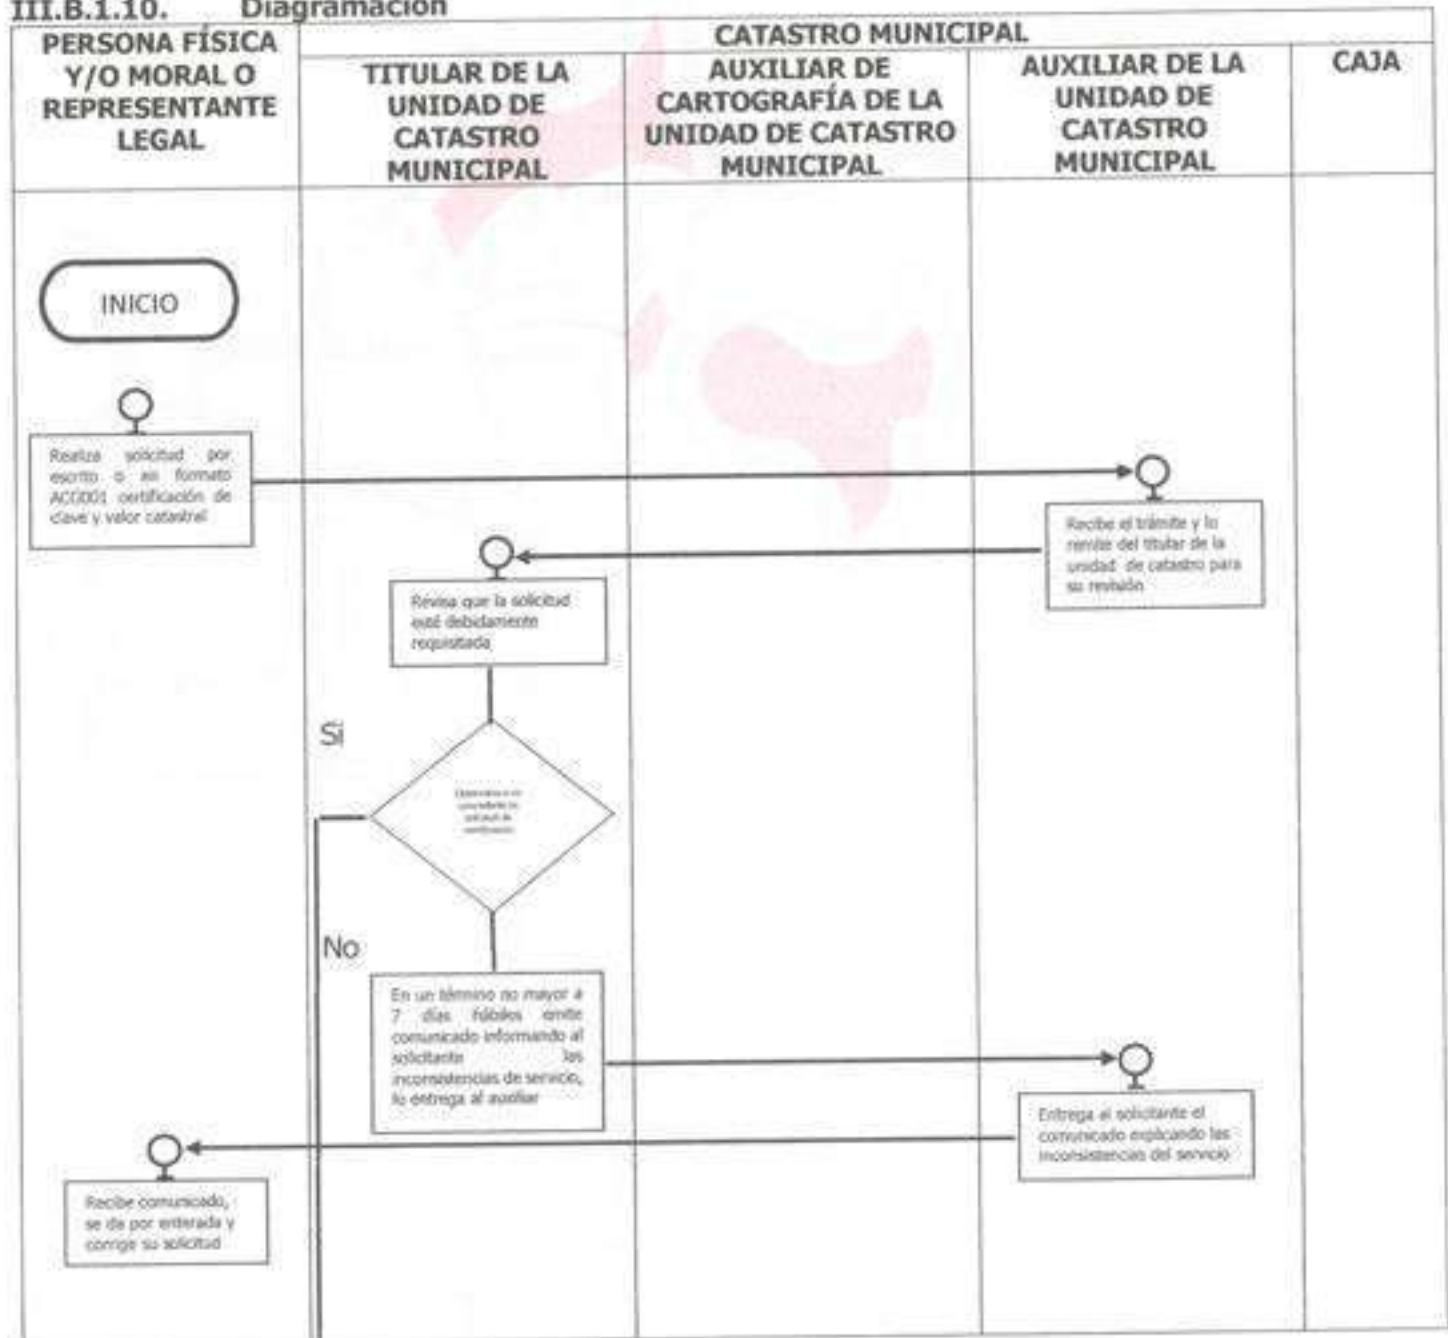 III.B.1.10. Diagramación
PERSONA FÍSICA
Y/O MORAL O
REPRESENTANTE
LEGAL
CATASTRO MUNICIPAL
TITULAR DE LA
UNIDAD DE
CATASTRO
MUNICIPAL
AUXILIAR DE
CARTOGRAFÍA DE LA
UNIDAD DE CATASTRO
MUNICIPAL
AUXILIAR DE LA
UNIDAD DE
CATASTRO
MUNICIPAL
CAJA
INICIO
Realiza solicitud por
escrito o en formato
ACG001 certificación de
clave y valor catastral
Recibe el trámite y lo
remite del titular de la
unidad de catastro para
su revisión
Revisa que la solicitud
esté debidamente
requisitada
Si
solicitud de
certificación
No
En un término no mayor a
7 días hábiles emite
comunicado informando al
solicitante las
inconsistencias de servicio,
lo entrega al auxiliar
Entrega al solicitante el
comunicado explicando las
inconsistencias del servicio
Recibe comunicado,
se da por enterada y
corrige su solicitud